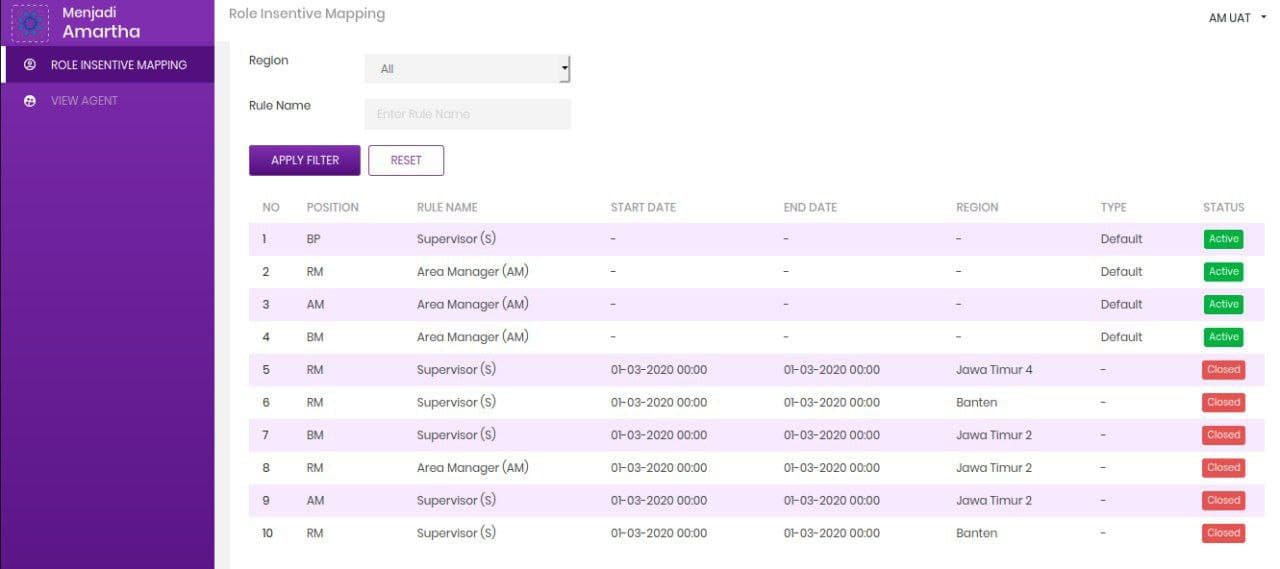 Menjadi
Amartha
Role Insentive Mapping
AM UAT
ROLE INSENTIVE MAPPING
VIEW AGENT
Region
All
Rule Name
Enter Rule Name
APPLY FILTER RESET
NO POSITION RULE NAME START DATE END DATE REGION TYPE STATUS
1 BP Supervisor (S) - - - Default Active
2 RM Area Manager (AM) - - - Default Active
3 AM Area Manager (AM) - - - Default Active
4 BM Area Manager (AM) - - - Default Active
5 RM Supervisor (S) 01-03-2020 00:00 01-03-2020 00:00 Jawa Timur 4 - Closed
6 RM Supervisor (S) 01-03-2020 00:00 01-03-2020 00:00 Banten - Closed
7 BM Supervisor (S) 01-03-2020 00:00 01-03-2020 00:00 Jawa Timur 2 - Closed
8 RM Area Manager (AM) 01-03-2020 00:00 01-03-2020 00:00 Jawa Timur 2 - Closed
9 AM Supervisor (S) 01-03-2020 00:00 01-03-2020 00:00 Jawa Timur 2 - Closed
10 RM Supervisor (S) 01-03-2020 00:00 01-03-2020 00:00 Banten - Closed